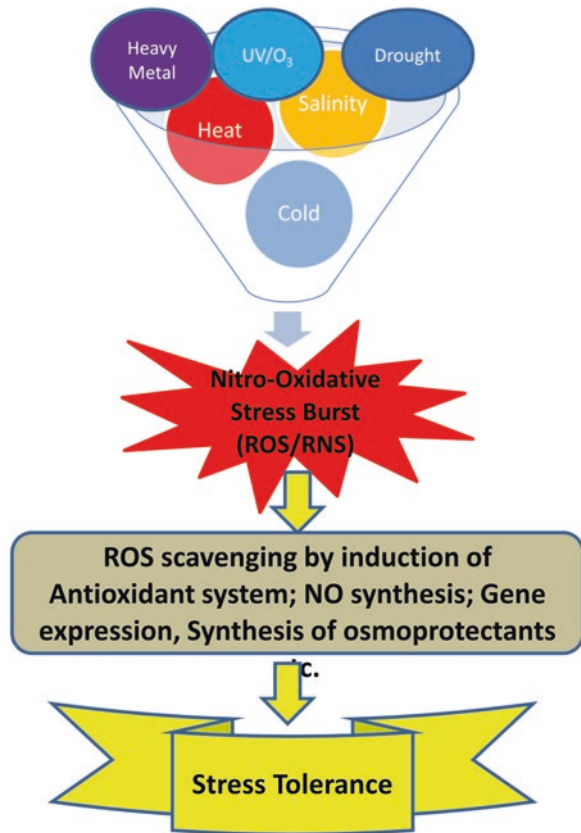 Heavy
Metal
UV/O₃
Drought
Heat
Salinity
Cold
Nitro-Oxidative
Stress Burst
(ROS/RNS)
ROS scavenging by induction of
Antioxidant system; NO synthesis; Gene
expression, Synthesis of osmoprotectants
tc.
Stress Tolerance